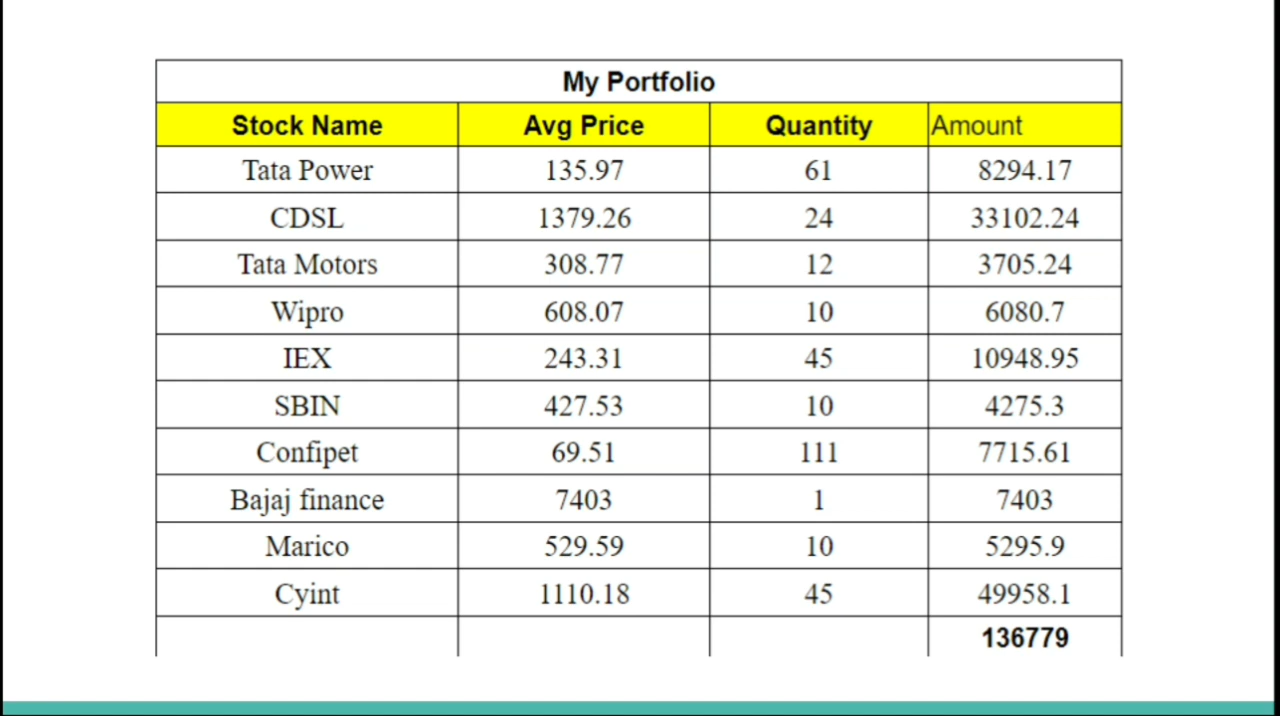 My Portfolio
Stock Name Avg Price Quantity Amount
Tata Power 135.97 61 8294.17
CDSL 1379.26 24 33102.24
Tata Motors 308.77 12 3705.24
Wipro 608.07 10 6080.7
IEX 243.31 45 10948.95
SBIN 427.53 10 4275.3
Confipet 69.51 111 7715.61
Bajaj finance 7403 1 7403
Marico 529.59 10 5295.9
Cyint 1110.18 45 49958.1
136779